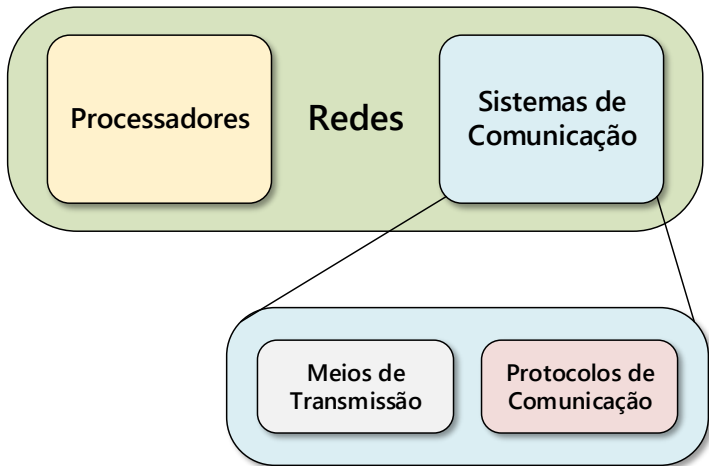 Processadores
Redes
Sistemas de
Comunicação
Meios de
Transmissão
Protocolos de
Comunicação